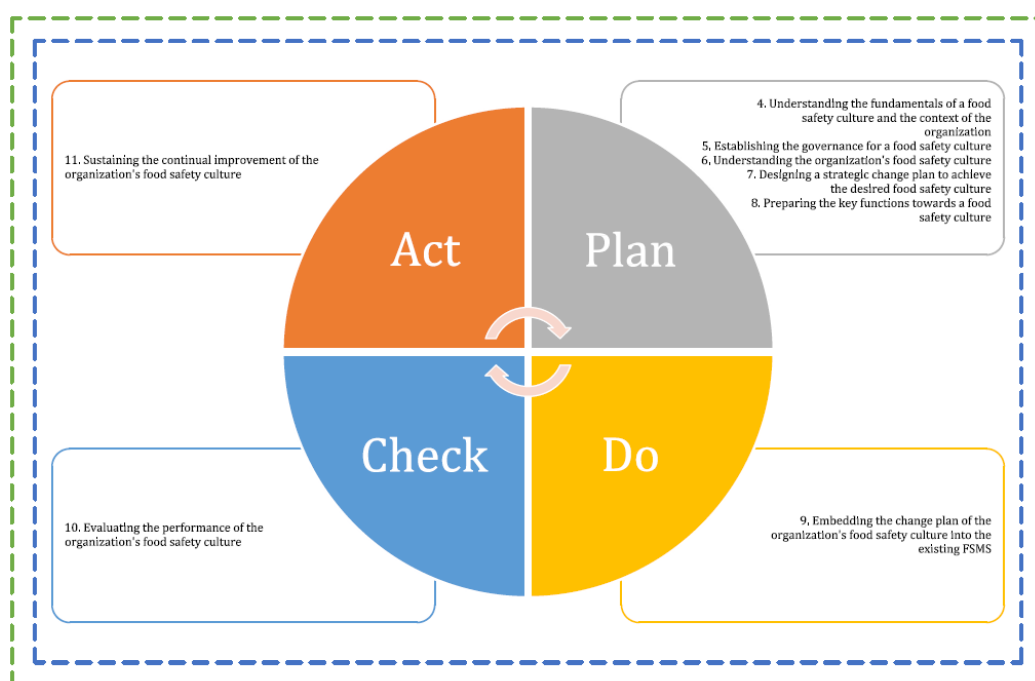 11. Sustaining the continual improvement of the
organization's food safety culture
4. Understanding the fundamentals of a food
safety culture and the context of the
organization
5, Establishing the governance for a food safety culture
6, Understanding the organization's food safety culture
7. Designing a strategic change plan to achieve
the desired food safety culture
8. Preparing the key functions towards a food
safety culture
Act
Plan
Check
Do
10. Evaluating the performance of the
organization's food safety culture
9, Embedding the change plan of the
organization's food safety culture into the
existing FSMS